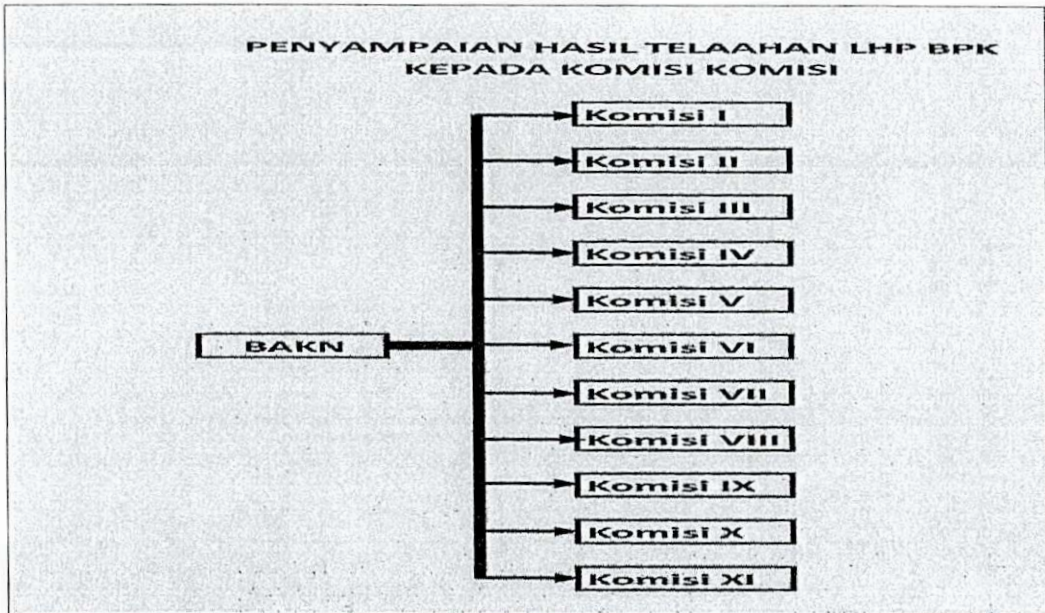 PENYAMPAIAN HASIL TELAAHAN LHP BPK
KEPADA KOMISI KOMISI
Komisi I
Komisi II
Komisi III
Komisi IV
Komisi V
BAKN
Komisi VI
Komisi VII
Komisi VIII
Komisi IX
Komisi X
Komisi XI